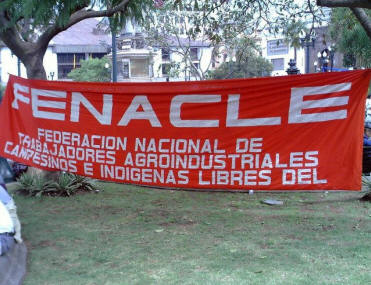 FENACLE
FEDERACION NACIONAL DE
TRABAJADORES AGROINDUSTRIALES
CAMPESINOS E INDIGENAS LIBRES DEL